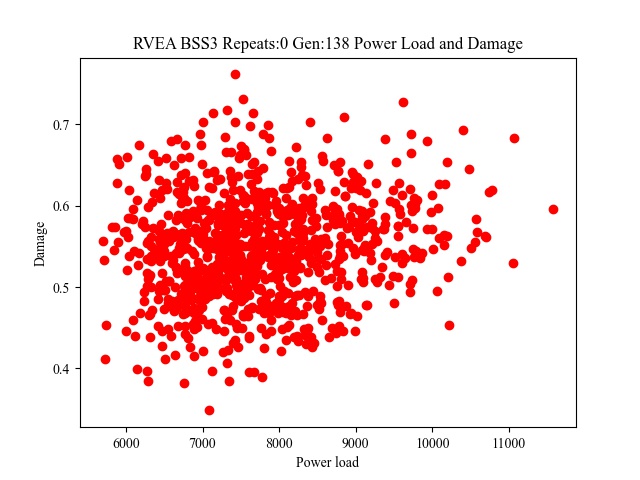 RVEA BSS3 Repeats:0 Gen:138 Power Load and Damage
0.7
0.6
0.5
0.4
Damage
6000 7000 8000 9000 10000 11000
Power load